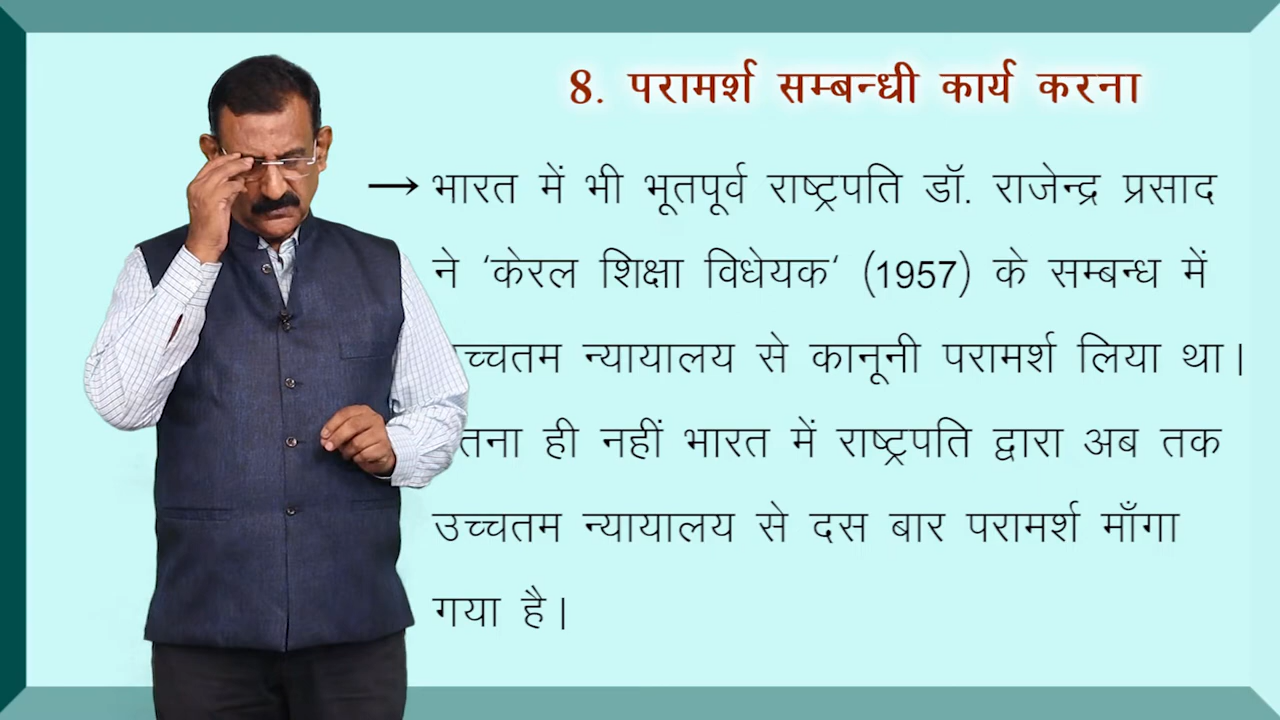 8. परामर्श सम्बन्धी कार्य करना
→ भारत में भी भूतपूर्व राष्ट्रपति डॉ. राजेन्द्र प्रसाद
ने ‘केरल शिक्षा विधेयक‘ (1957) के सम्बन्ध में
न्यायालय से कानूनी परामर्श लिया था।
ही नहीं भारत में राष्ट्रपति द्वारा अब तक
उच्चतम न्यायालय से दस बार परामर्श माँगा
गया है।